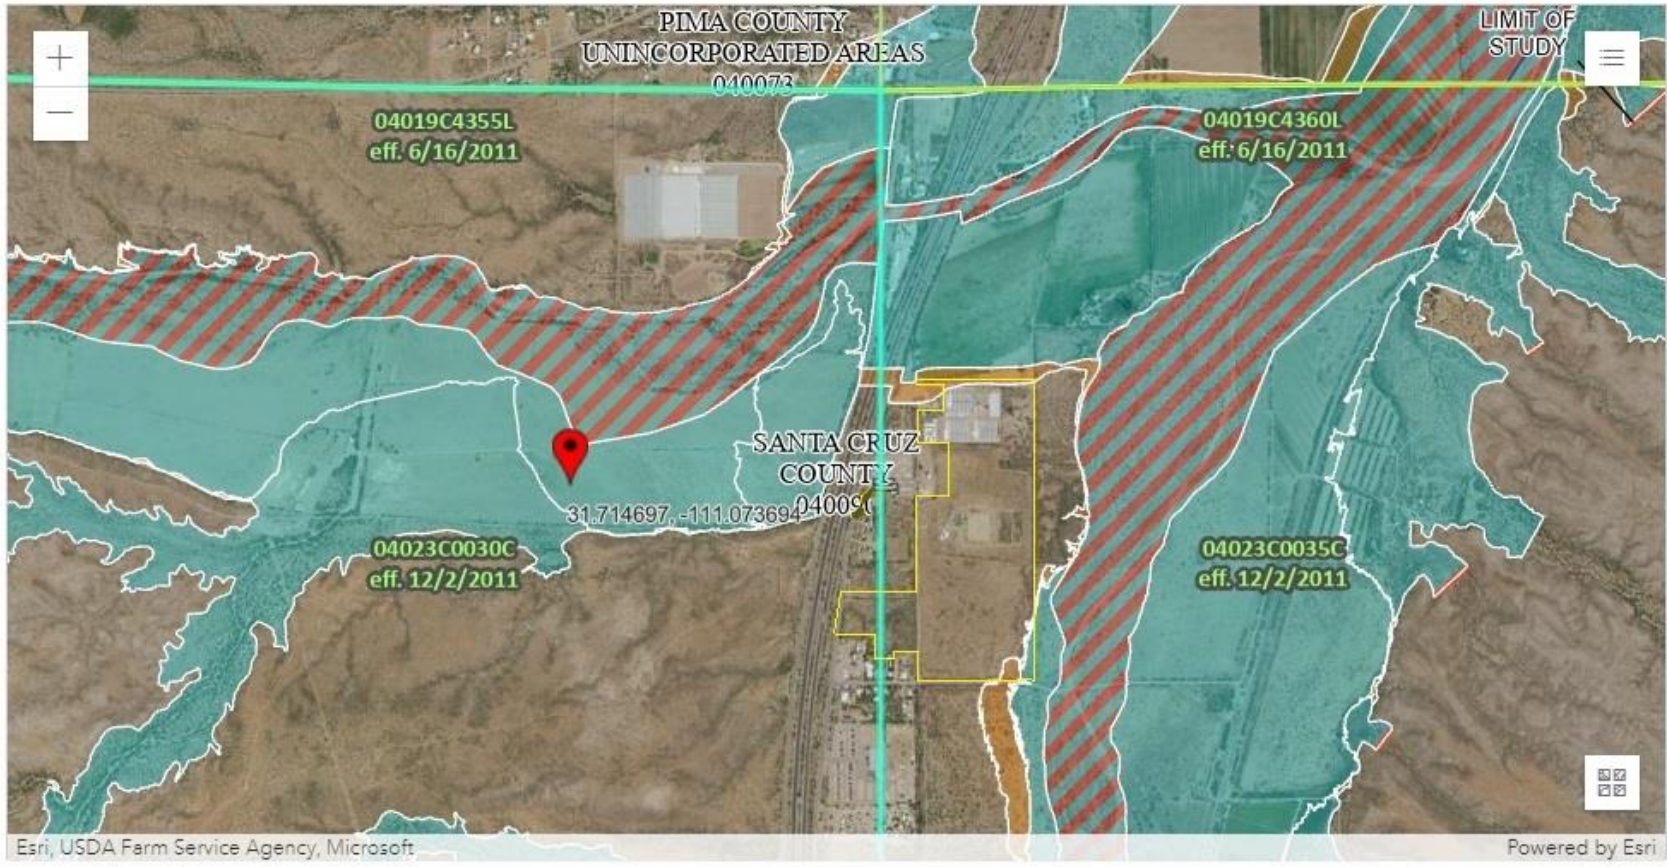 PIMA COUNTY
UNINCORPORATED AREAS
040073
LIMIT OF
STUDY
+
−
04019C4355L
eff. 6/16/2011
04019C4360L
eff. 6/16/2011
SANTA CRUZ
COUNTY
040090
31.714697, -111.073694
04023C0030C
eff. 12/2/2011
04023C0035C
eff. 12/2/2011
Esri, USDA Farm Service Agency, Microsoft
Powered by Esri